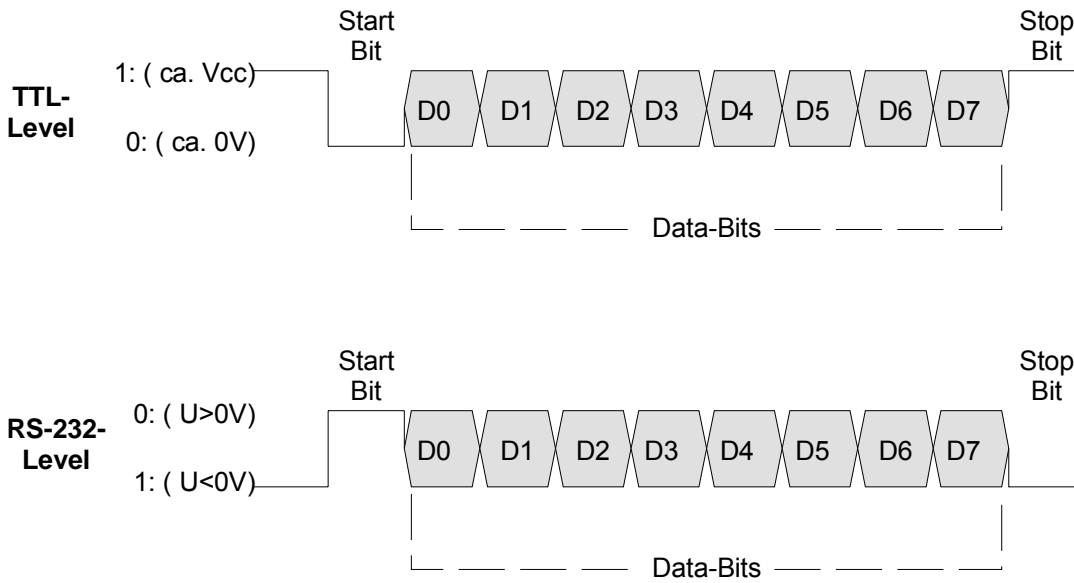 Start
Bit
Stop
Bit
1: ( ca. Vcc)
TTL-
Level
D0 D1 D2 D3 D4 D5 D6 D7
0: ( ca. 0V)
Data-Bits
Start
Bit
Stop
Bit
0: ( U>0V)
RS-232-
Level
D0 D1 D2 D3 D4 D5 D6 D7
1: ( U<0V)
Data-Bits